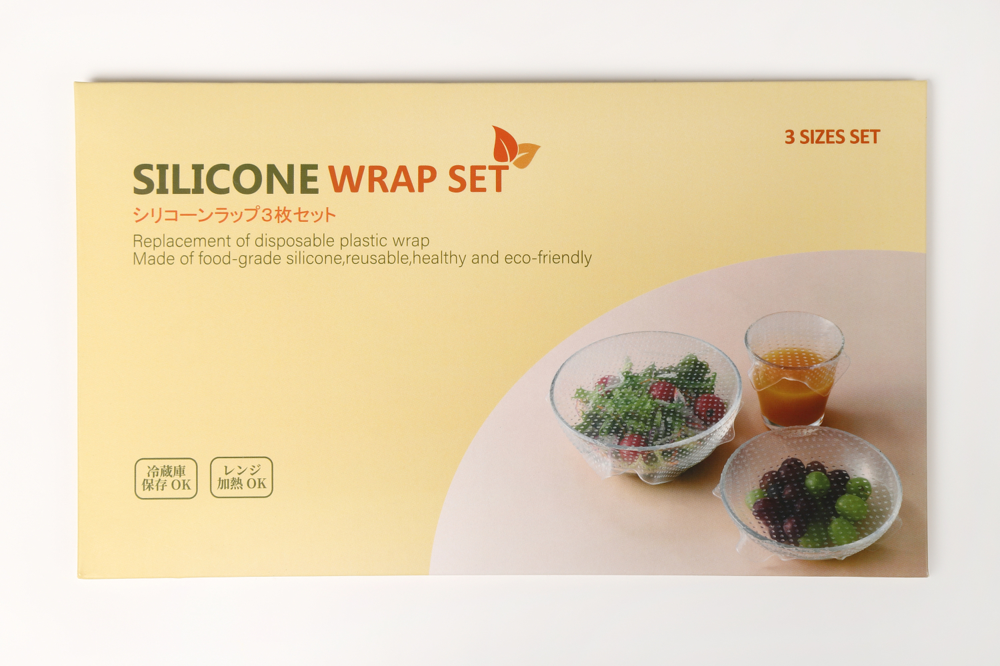 3 SIZES SET
SILICONE WRAP SET
シリコーンラップ3枚セット
Replacement of disposable plastic wrap
Made of food-grade silicone,reusable,healthy and eco-friendly
冷蔵庫
保存 OK
レンジ
加熱 OK